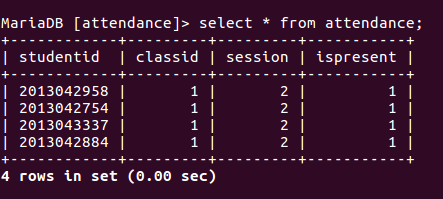 MariaDB [attendance]> select * from attendance;
+------------+---------+---------+-----------+
| studentid | classid | session | ispresent |
+------------+---------+---------+-----------+
| 2013042958 | 1 | 2 | 1 |
| 2013042754 | 1 | 2 | 1 |
| 2013043337 | 1 | 2 | 1 |
| 2013042884 | 1 | 2 | 1 |
+------------+---------+---------+-----------+
4 rows in set (0.00 sec)